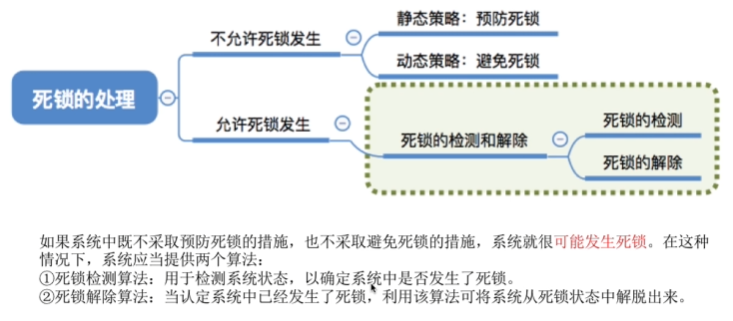 死锁的处理
不允许死锁发生
静态策略：预防死锁
动态策略：避免死锁
允许死锁发生
死锁的检测和解除
死锁的检测
死锁的解除
如果系统中既不采取预防死锁的措施，也不采取避免死锁的措施，系统就很可能发生死锁。在这种
情况下，系统应当提供两个算法：
①死锁检测算法：用于检测系统状态，以确定系统中是否发生了死锁。
②死锁解除算法：当认定系统中已经发生了死锁，利用该算法可将系统从死锁状态中解脱出来。